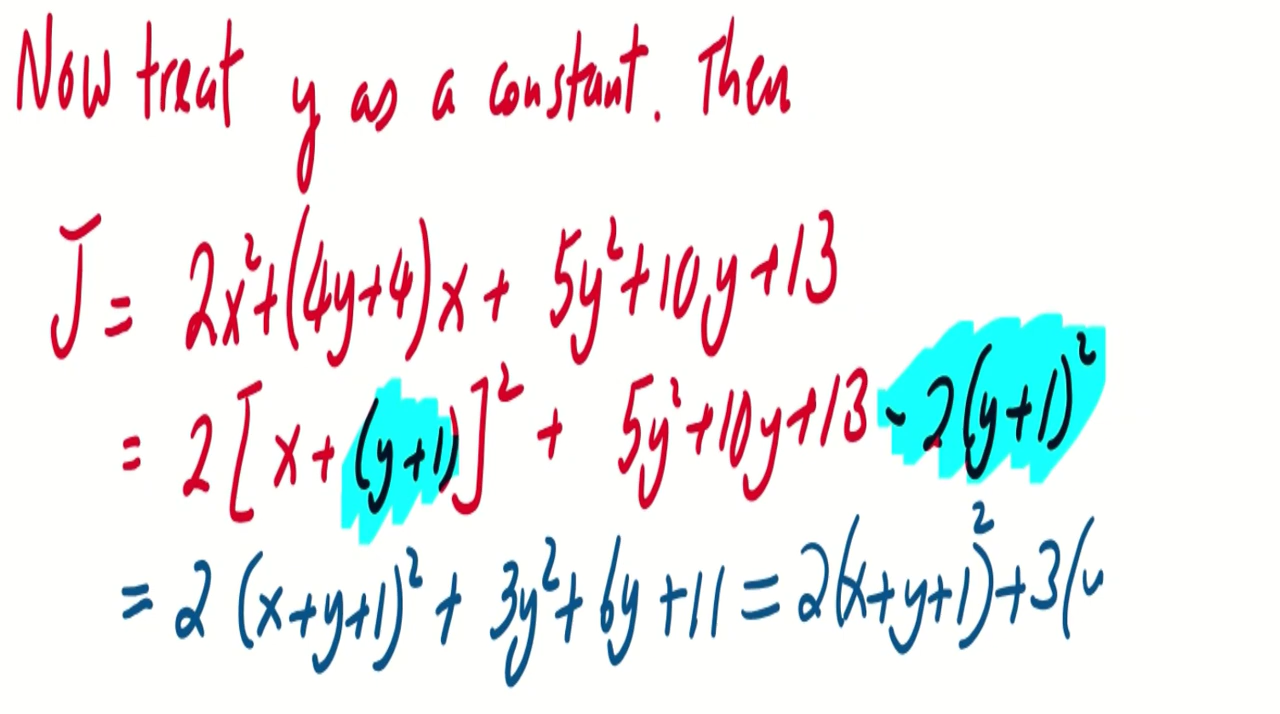 Now treat y as a constant. Then
J = 2x²+(4y+4)x + 5y²+10y+13
= 2[x+(y+1)]² + 5y²+10y+13-2(y+1)²
= 2(x+y+1)²+ 3y²+6y+11=2(x+y+1)²+3(